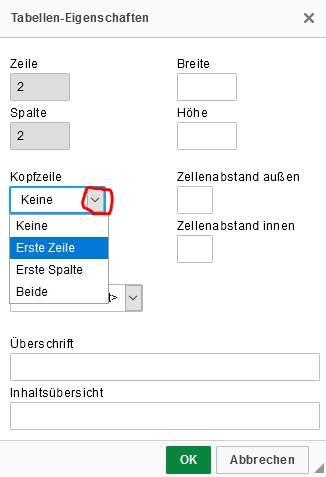 Tabellen-Eigenschaften
Zeile
2
Breite
Spalte
2
Höhe
Kopfzeile
Keine
Zellenabstand außen
Keine
Erste Zeile
Erste Spalte
Beide
Zellenabstand innen
t>
Überschrift
Inhaltsübersicht
OK
Abbrechen